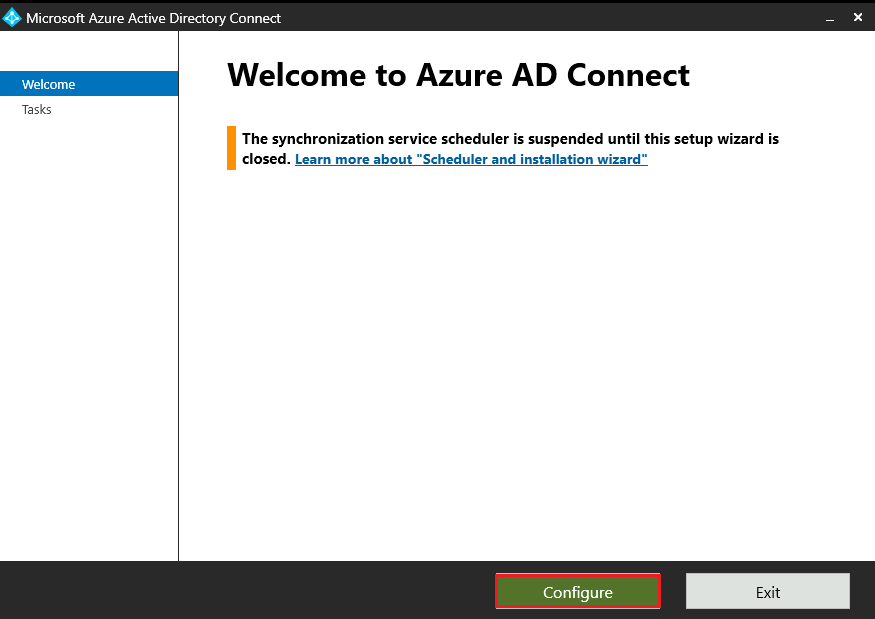 Microsoft Azure Active Directory Connect
Welcome
Tasks
Welcome to Azure AD Connect
The synchronization service scheduler is suspended until this setup wizard is
closed. Learn more about "Scheduler and installation wizard"
Configure
Exit